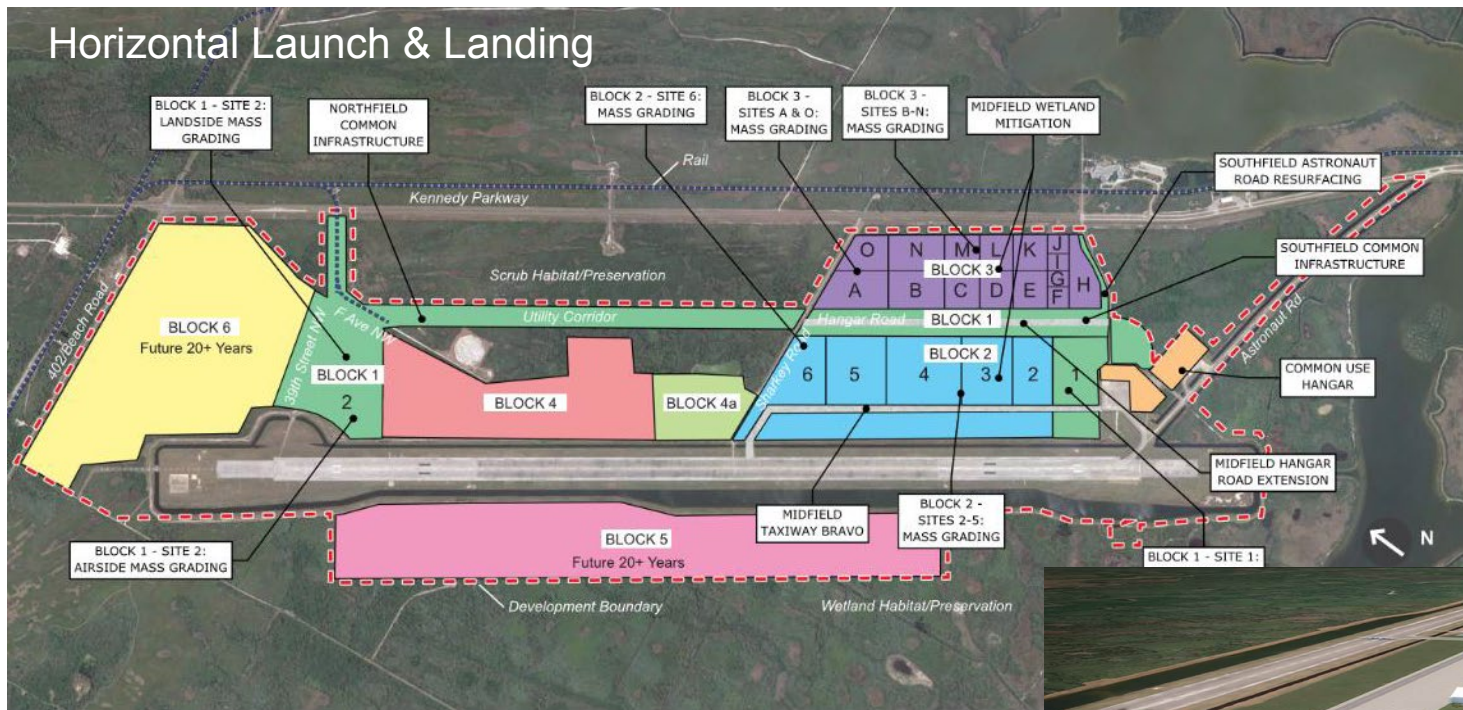 Horizontal Launch & Landing
BLOCK 1 - SITE 2:
LANDSIDE MASS
GRADING
NORTHFIELD
COMMON
INFRASTRUCTURE
BLOCK 2 - SITE 6:
MASS GRADING
BLOCK 3 -
SITES A & O:
MASS GRADING
BLOCK 3 -
SITES B-N:
MASS GRADING
MIDFIELD WETLAND
MITIGATION
SOUTHFIELD ASTRONAUT
ROAD RESURFACING
SOUTHFIELD COMMON
INFRASTRUCTURE
COMMON USE
HANGAR
Rail
Kennedy Parkway
402/Beach Road
Scrub Habitat/Preservation
BLOCK 6
Future 20+ Years
39th Street NW
F Ave NW
Utility Corridor
BLOCK 1
2
BLOCK 4
BLOCK 4a
Sharkey Road
O N M L K J
I
BLOCK 3
A B C D E G H
F
Hangar Road
BLOCK 1
BLOCK 2
6 5 4 3 2 1
Astronaut Rd.
MIDFIELD HANGAR
ROAD EXTENSION
MIDFIELD
TAXIWAY BRAVO
BLOCK 2 -
SITES 2-5:
MASS GRADING
BLOCK 1 - SITE 1:
BLOCK 1 - SITE 2:
AIRSIDE MASS GRADING
BLOCK 5
Future 20+ Years
Development Boundary
Wetland Habitat/Preservation
N